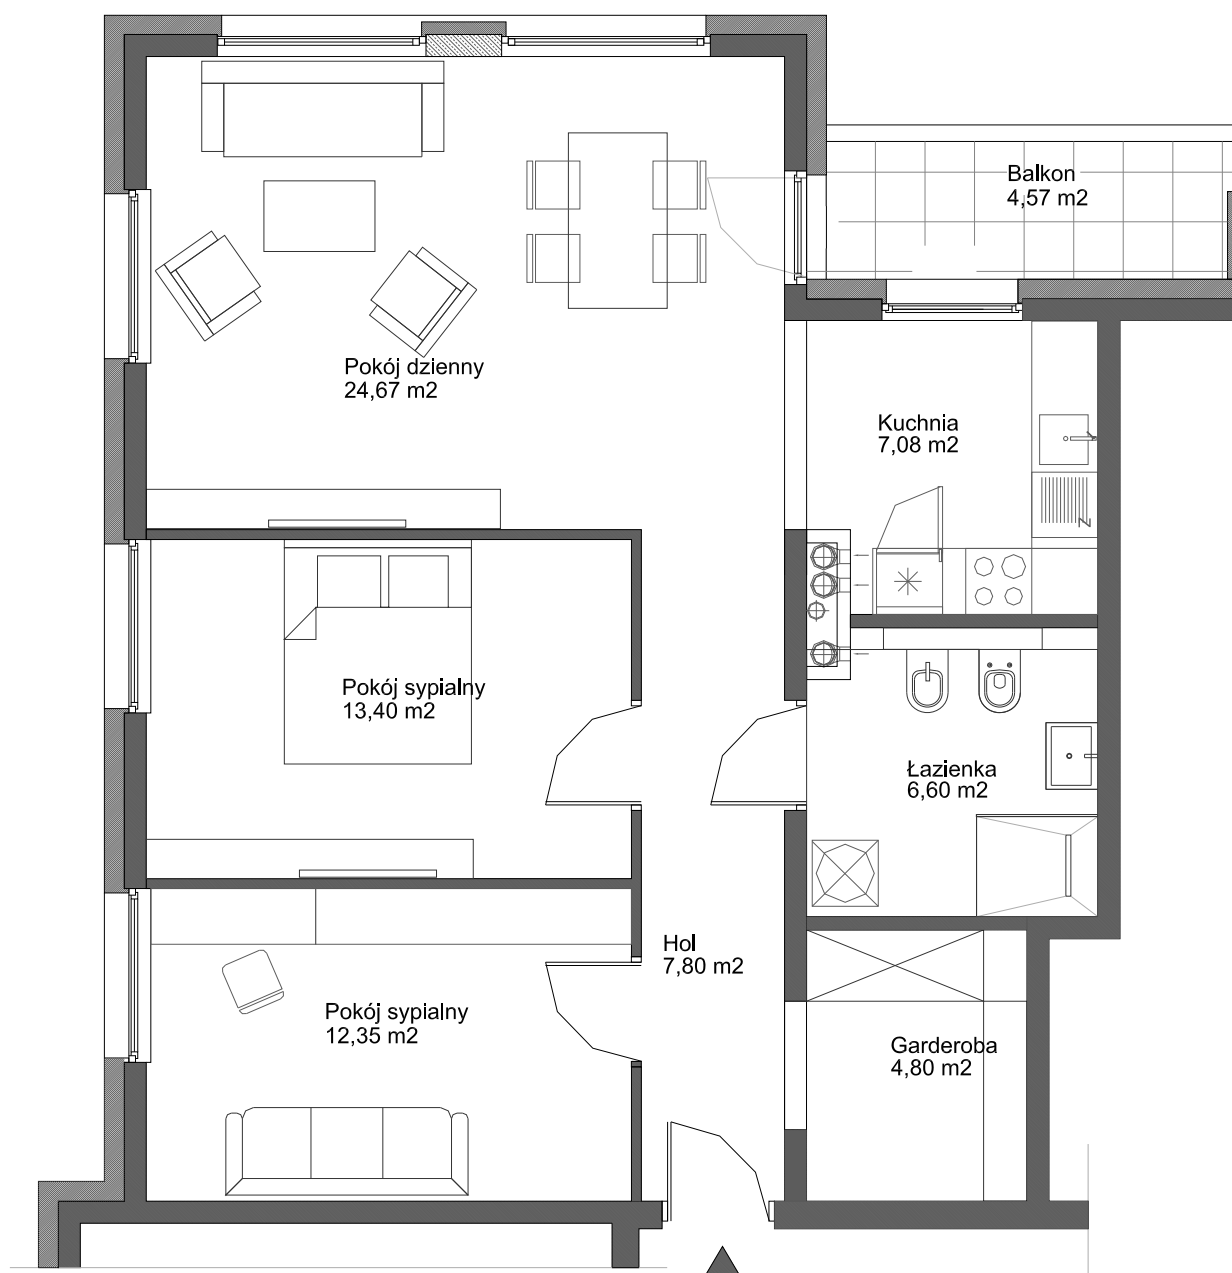 Balkon
4,57 m2
Pokój dzienny
24,67 m2
Kuchnia
7,08 m2
Pokój sypialny
13,40 m2
Łazienka
6,60 m2
Hol
7,80 m2
Pokój sypialny
12,35 m2
Garderoba
4,80 m2